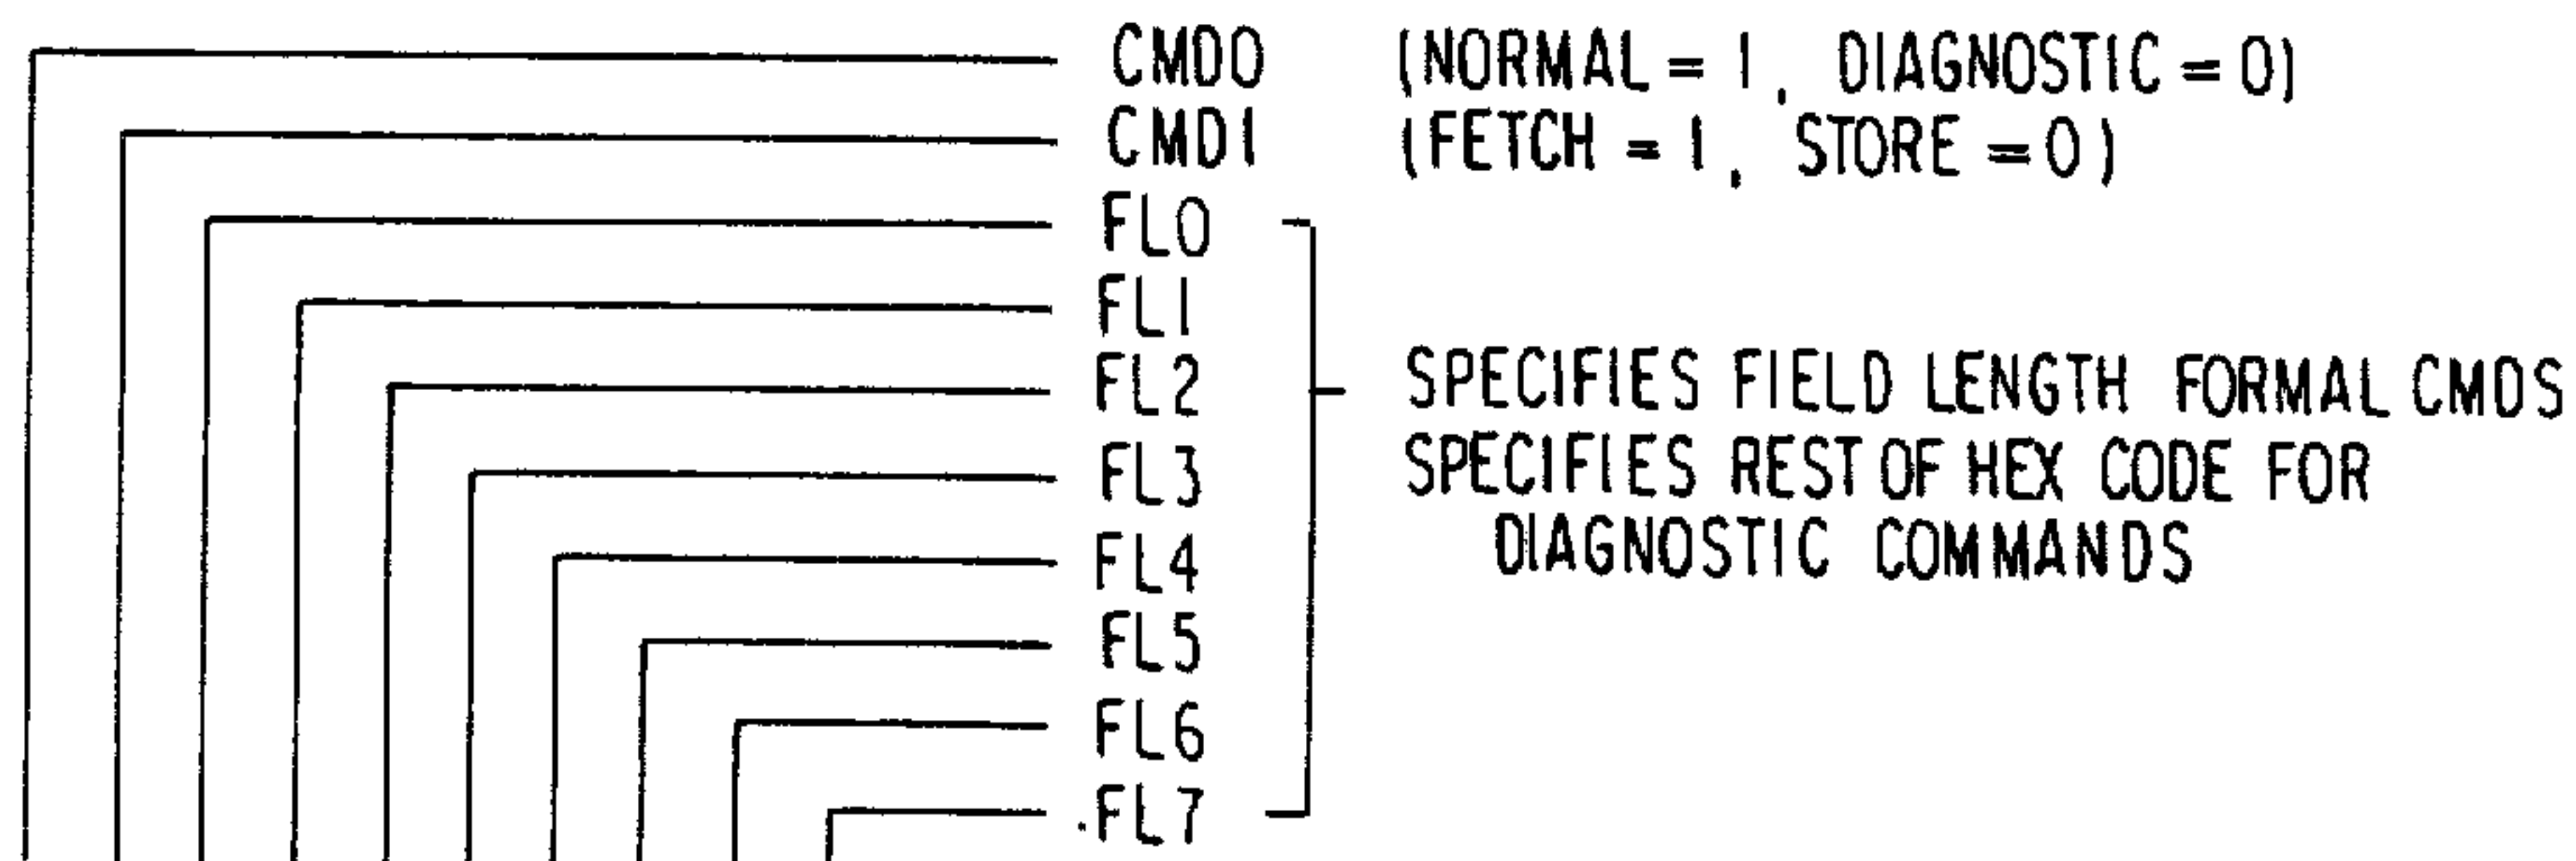 CMD0 (NORMAL = 1, DIAGNOSTIC = 0)
CMD1 (FETCH = 1, STORE = 0)
FL0
FL1
FL2 SPECIFIES FIELD LENGTH FORMAL CMDS
FL3 SPECIFIES REST OF HEX CODE FOR
FL4 DIAGNOSTIC COMMANDS
FL5
FL6
FL7